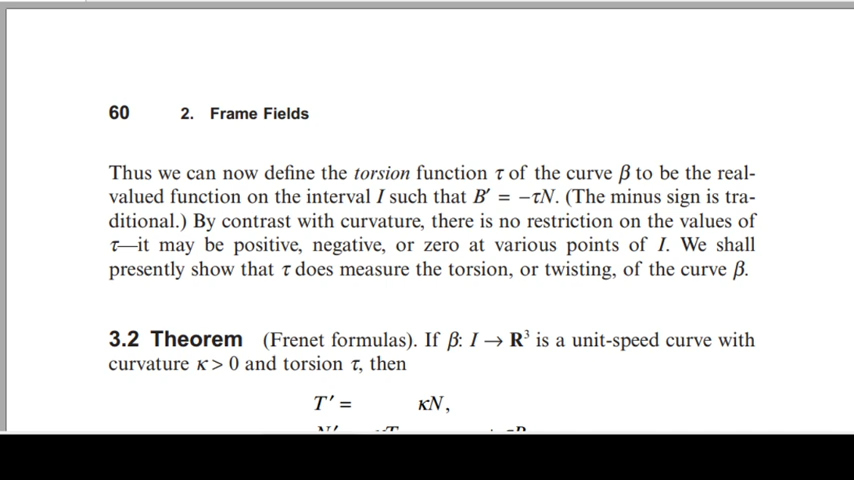 60 2. Frame Fields
Thus we can now define the torsion function τ of the curve β to be the real-
valued function on the interval I such that B′ = −τN. (The minus sign is tra-
ditional.) By contrast with curvature, there is no restriction on the values of
τ—it may be positive, negative, or zero at various points of I. We shall
presently show that τ does measure the torsion, or twisting, of the curve β.
3.2 Theorem (Frenet formulas). If β: I → R³ is a unit-speed curve with
curvature κ > 0 and torsion τ, then
T′ = κN,